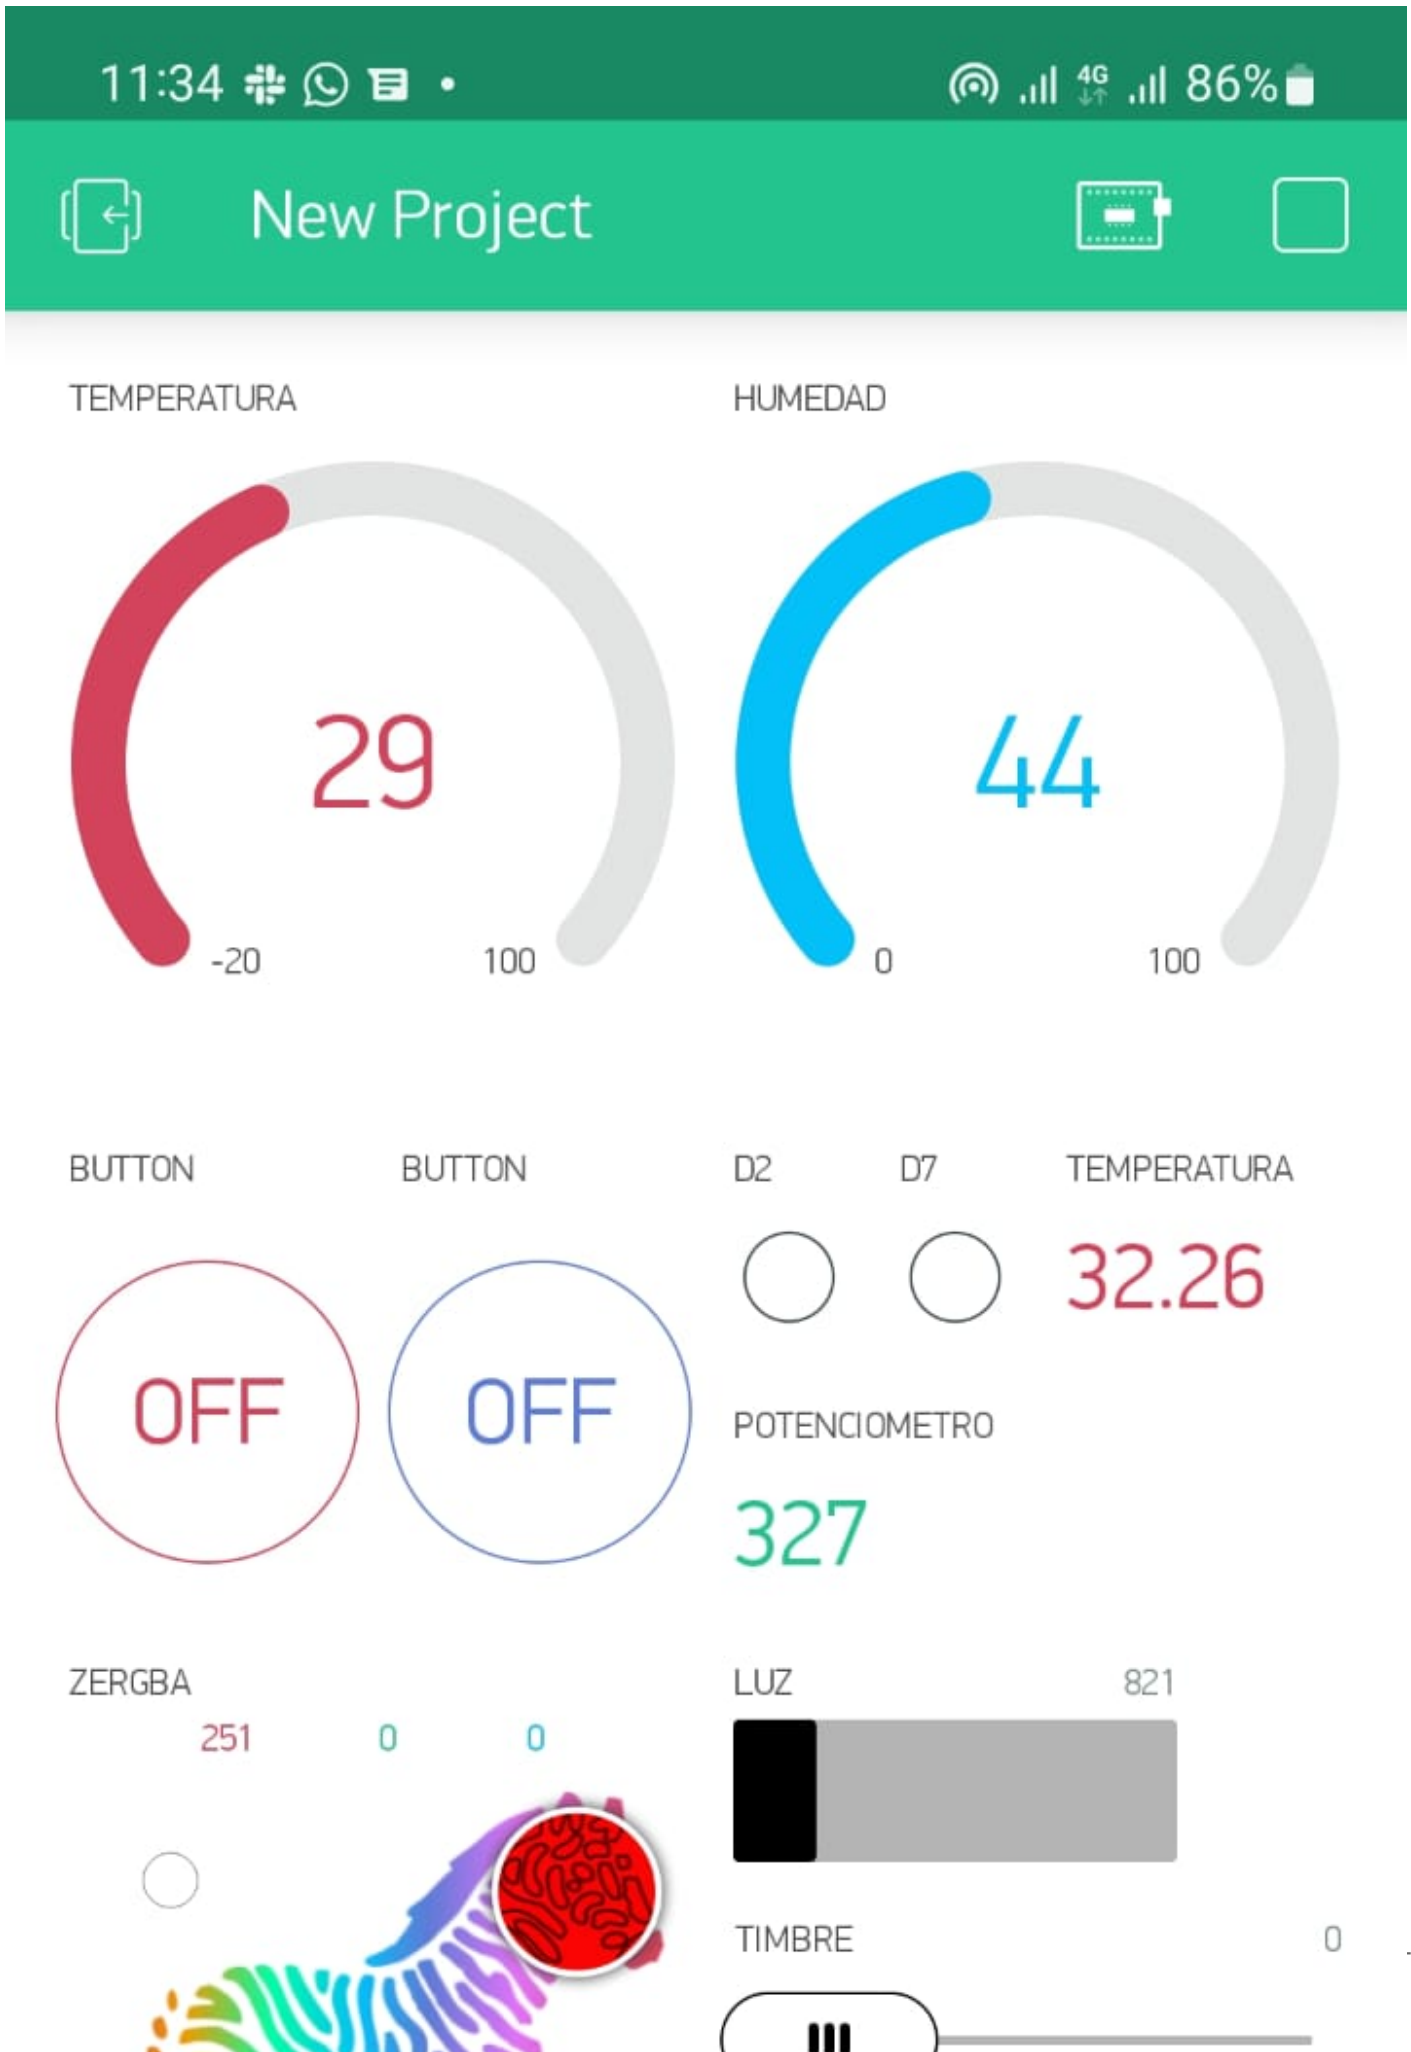 11:34 4G 86%
New Project
TEMPERATURA HUMEDAD
29 44
-20 100 0 100
BUTTON BUTTON D2 D7 TEMPERATURA
32.26
OFF OFF
POTENCIOMETRO
327
ZERGBA LUZ 821
251 0 0
TIMBRE 0